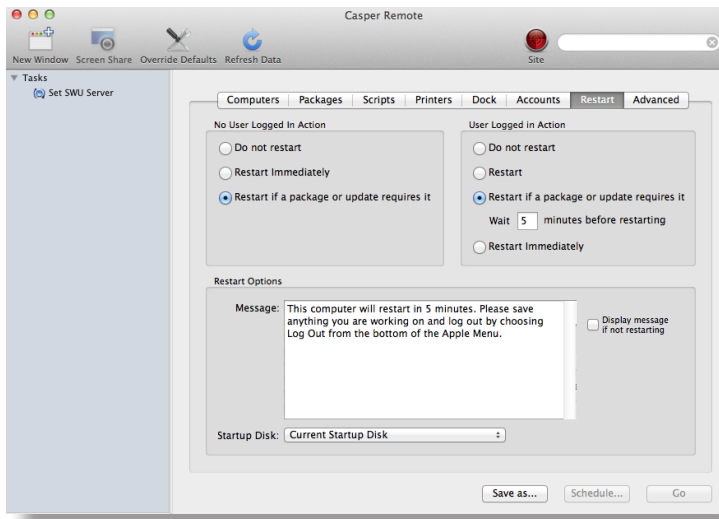 Casper Remote
New Window Screen Share Override Defaults Refresh Data
Site
Tasks
Set SWU Server
Computers Packages Scripts Printers Dock Accounts Restart Advanced
No User Logged In Action
Do not restart
Restart Immediately
Restart if a package or update requires it
User Logged in Action
Do not restart
Restart
Restart if a package or update requires it
Wait 5 minutes before restarting
Restart Immediately
Restart Options
Message:
This computer will restart in 5 minutes. Please save
anything you are working on and log out by choosing
Log Out from the bottom of the Apple Menu.
Display message
if not restarting
Startup Disk: Current Startup Disk
Save as... Schedule... Go